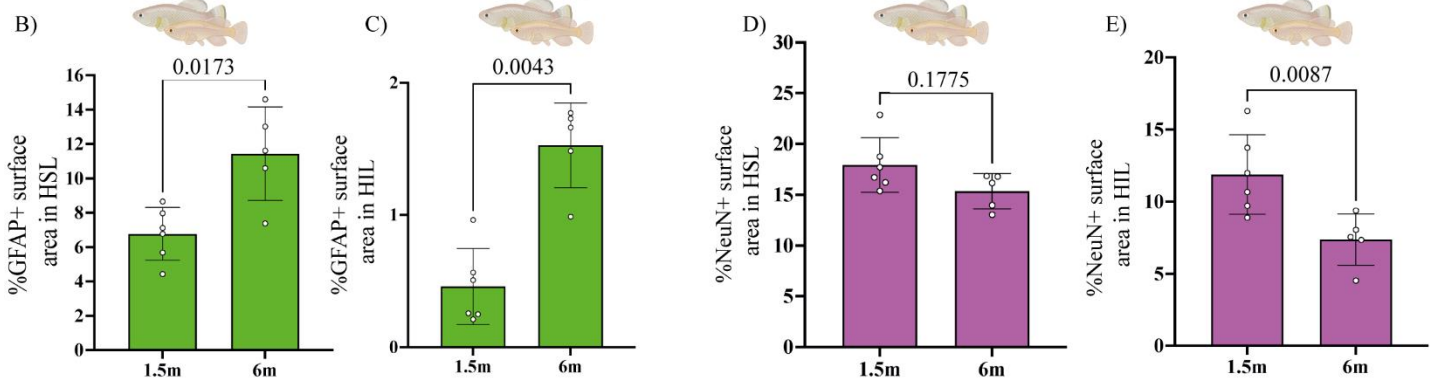 B)
0.0173
%GFAP+ surface
area in HSL
16
14
12
10
8
6
4
2
0
1.5m 6m
C)
0.0043
%GFAP+ surface
area in HIL
2
1
0
1.5m 6m
D)
0.1775
%NeuN+ surface
area in HSL
30
25
20
15
10
5
0
1.5m 6m
E)
0.0087
%NeuN+ surface
area in HIL
20
15
10
5
0
1.5m 6m